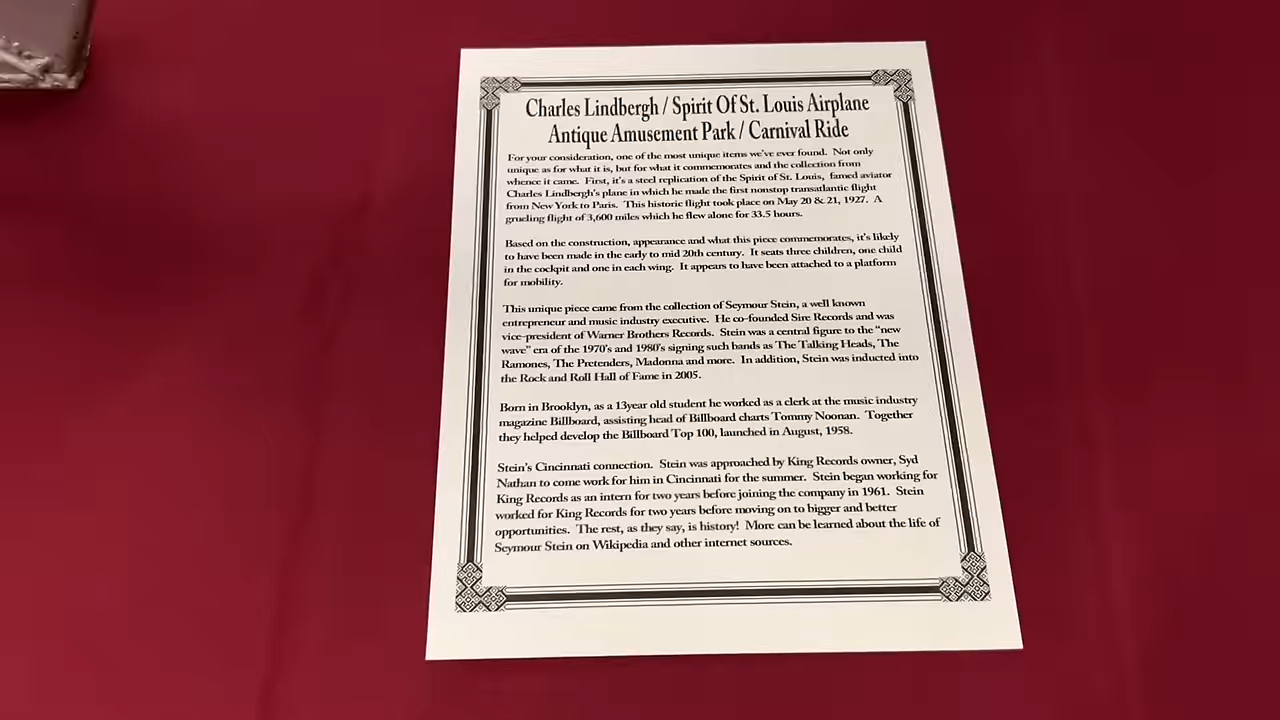 Charles Lindbergh / Spirit Of St. Louis Airplane
Antique Amusement Park / Carnival Ride
For your consideration, one of the most unique items we've ever found. Not only
unique as for what it is, but for what it commemorates and the collection from
whence it came. First, it's a steel replication of the Spirit of St. Louis, famed aviator
Charles Lindbergh's plane in which he made the first nonstop transatlantic flight
from New York to Paris. This historic flight took place on May 20 & 21, 1927. A
grueling flight of 3,600 miles which he flew alone for 33.5 hours.
Based on the construction, appearance and what this piece commemorates, it's likely
to have been made in the early to mid 20th century. It seats three children, one child
in the cockpit and one in each wing. It appears to have been attached to a platform
for mobility.
This unique piece came from the collection of Seymour Stein, a well known
entrepreneur and music industry executive. He co-founded Sire Records and was
vice-president of Warner Brothers Records. Stein was a central figure to the "new
wave" era of the 1970's and 1980's signing such bands as The Talking Heads, The
Ramones, The Pretenders, Madonna and more. In addition, Stein was inducted into
the Rock and Roll Hall of Fame in 2005.
Born in Brooklyn, as a 13year old student he worked as a clerk at the music industry
magazine Billboard, assisting head of Billboard charts Tommy Noonan. Together
they helped develop the Billboard Top 100, launched in August, 1958.
Stein's Cincinnati connection. Stein was approached by King Records owner, Syd
Nathan to come work for him in Cincinnati for the summer. Stein began working for
King Records as an intern for two years before joining the company in 1961. Stein
worked for King Records for two years before moving on to bigger and better
opportunities. The rest, as they say, is history! More can be learned about the life of
Seymour Stein on Wikipedia and other internet sources.